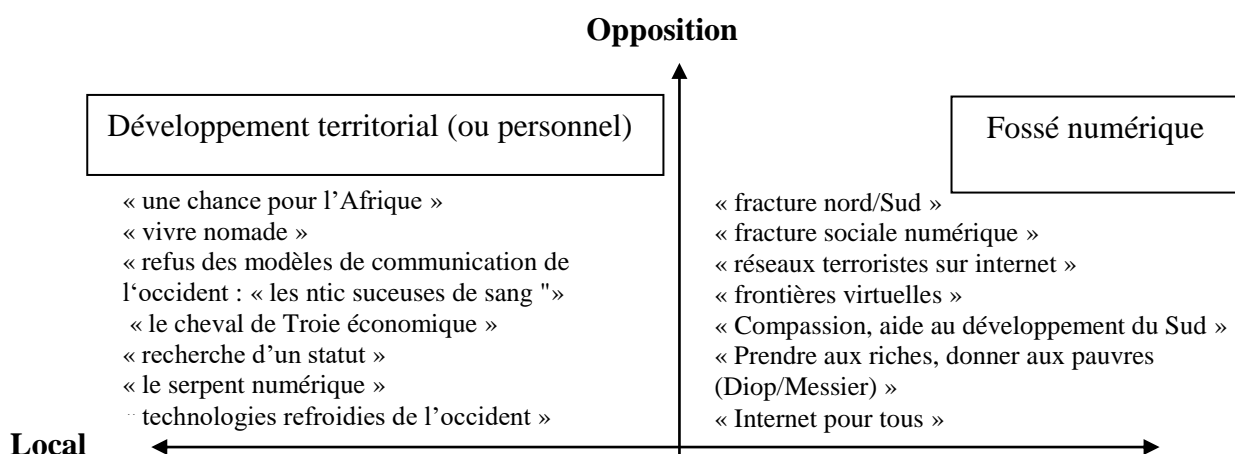 Opposition
Développement territorial (ou personnel)
Fossé numérique
« une chance pour l’Afrique »
« vivre nomade »
« refus des modèles de communication de
l‘occident : « les ntic suceuses de sang "»
« le cheval de Troie économique »
« recherche d’un statut »
« le serpent numérique »
technologies refroidies de l’occident »
« fracture nord/Sud »
« fracture sociale numérique »
« réseaux terroristes sur internet »
« frontières virtuelles »
« Compassion, aide au développement du Sud »
« Prendre aux riches, donner aux pauvres
(Diop/Messier) »
« Internet pour tous »
Local